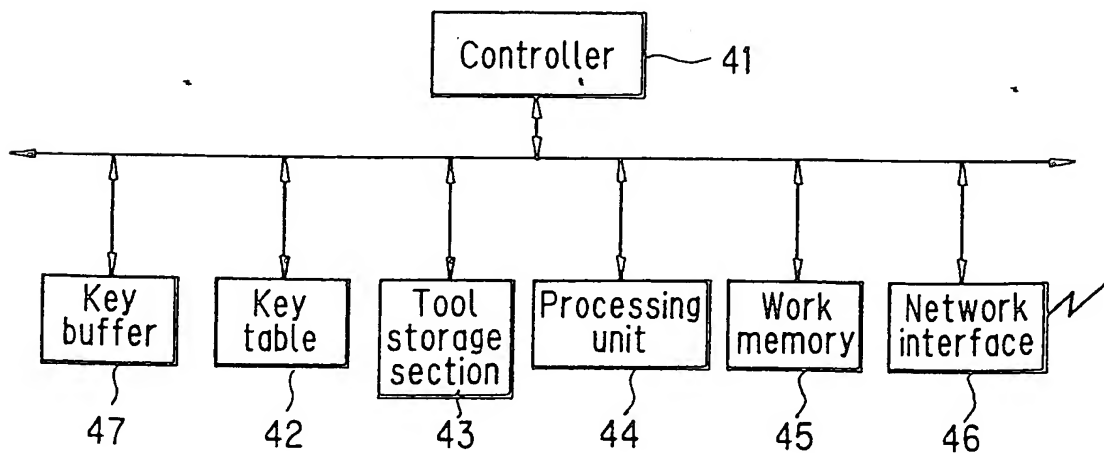 Controller
41
Key
buffer
Key
table
Tool
storage
section
Processing
unit
Work
memory
Network
interface
47
42
43
44
45
46